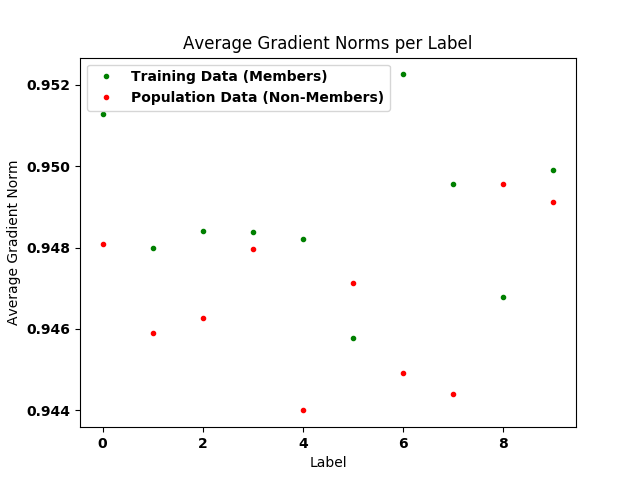 Average Gradient Norms per Label
Training Data (Members)
Population Data (Non-Members)
0.952
0.950
0.948
0.946
0.944
Average Gradient Norm
0 2 4 6 8
Label